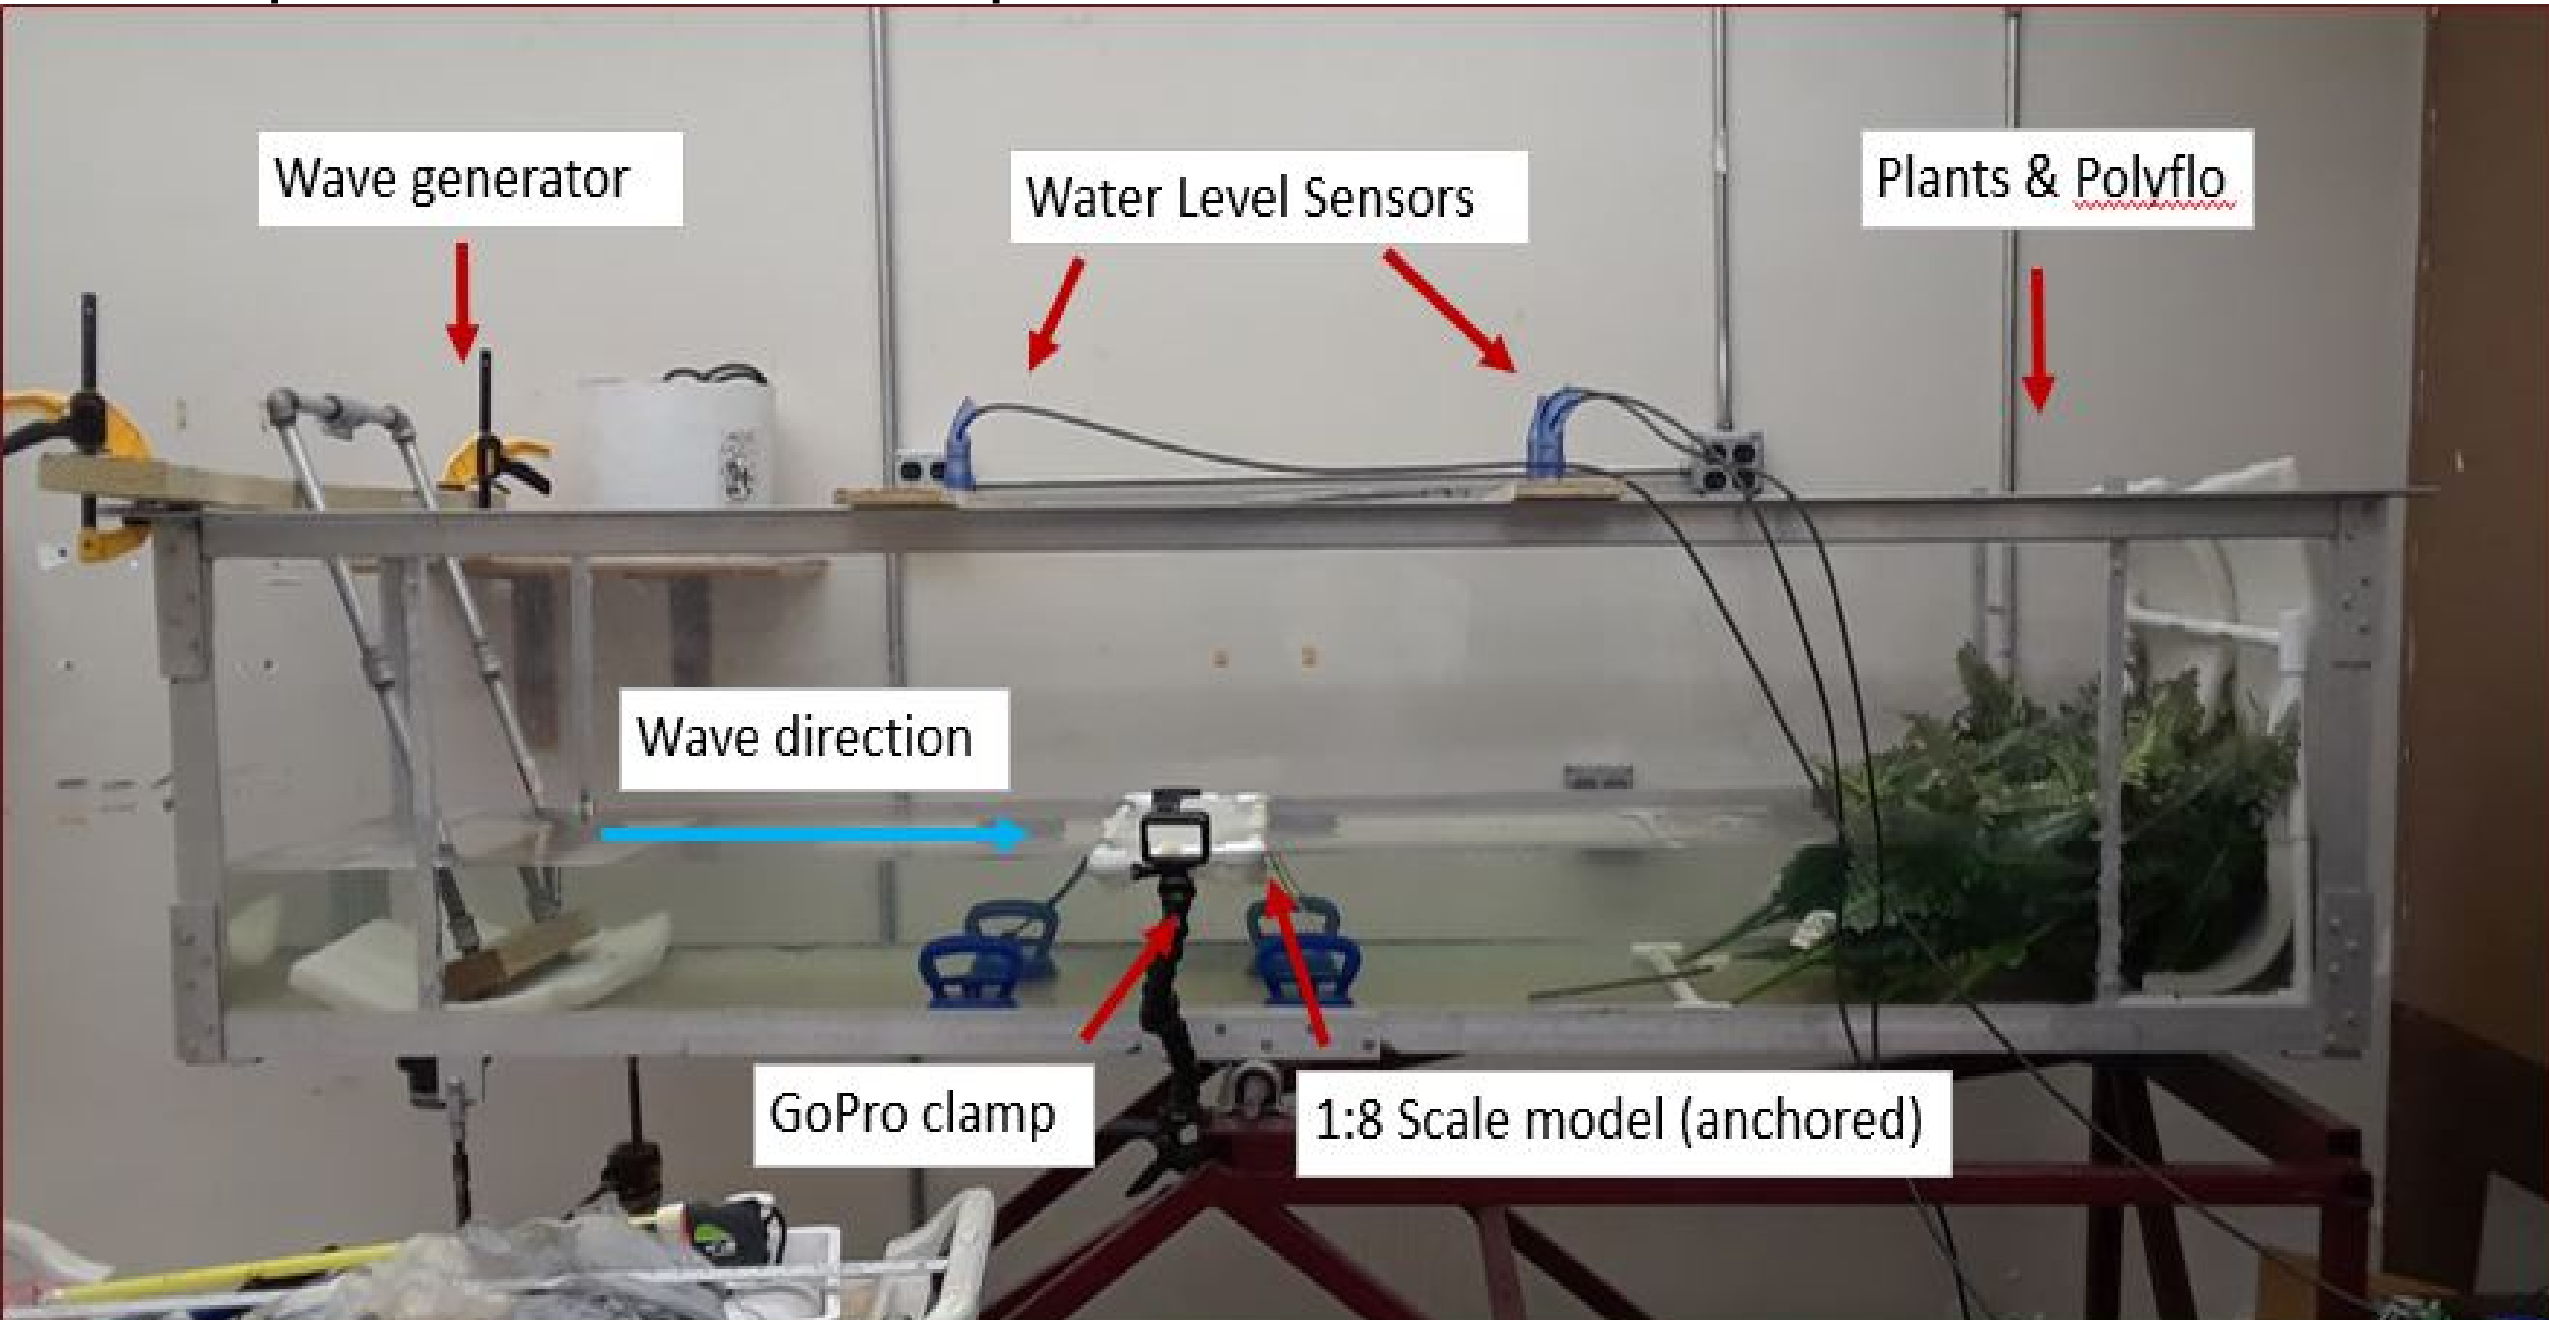 Wave generator
Water Level Sensors
Plants & Polyflo
Wave direction
GoPro clamp
1:8 Scale model (anchored)